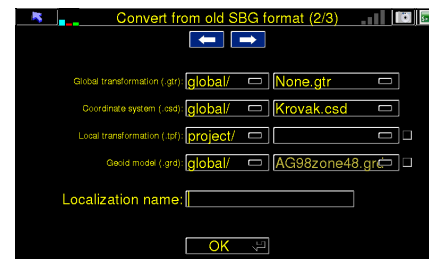 Convert from old SBG format (2/3)
Global transformation (.gtr): global/ None.gtr
Coordinate system (.csd): global/ Krovak.csd
Local transformation (.tpf): project/
Geoid model (.grd): global/ AG98zone48.grd
Localization name:
OK